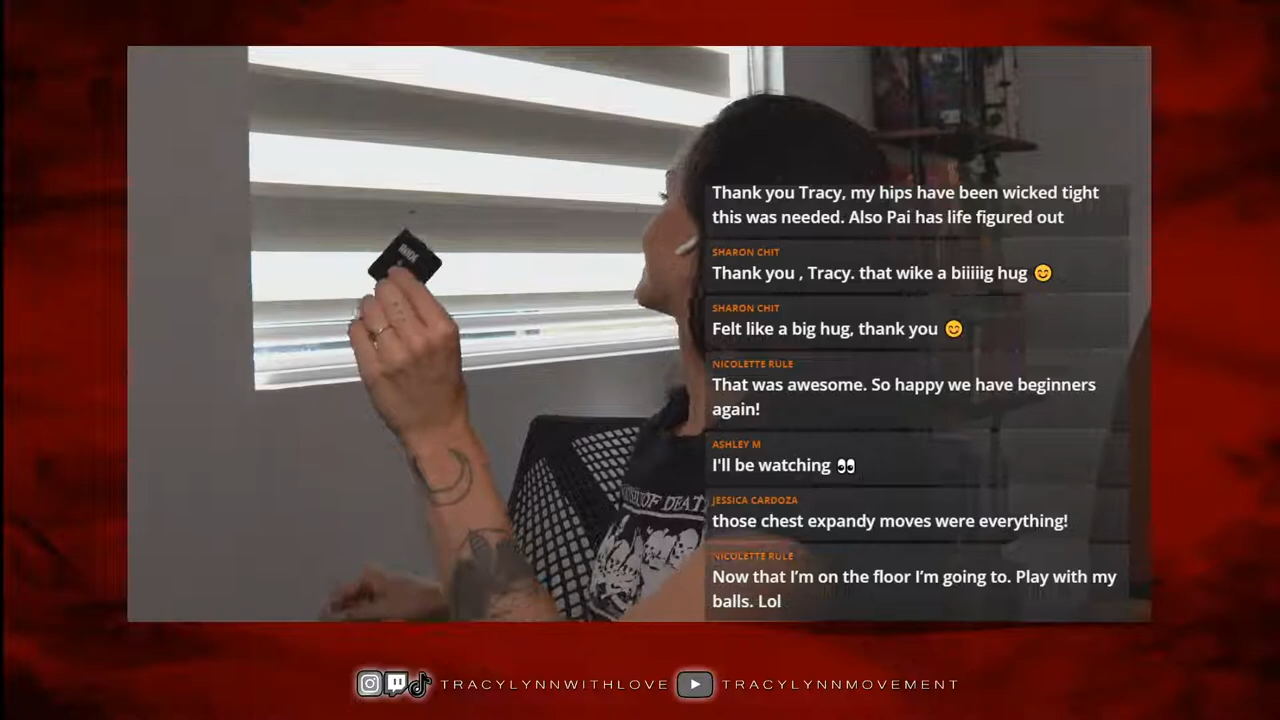 Thank you Tracy, my hips have been wicked tight
this was needed. Also Pai has life figured out
SHARON CHIT
Thank you , Tracy. that wike a biiiiig hug 😊
SHARON CHIT
Felt like a big hug, thank you 😊
NICOLETTE RULE
That was awesome. So happy we have beginners
again!
ASHLEY M
I'll be watching 👀
JESSICA CARDOZA
those chest expandy moves were everything!
NICOLETTE RULE
Now that I'm on the floor I'm going to. Play with my
balls. Lol
OF DEAT
TRACYLYNNWITHLOVE
TRACYLYNNMOVEMENT